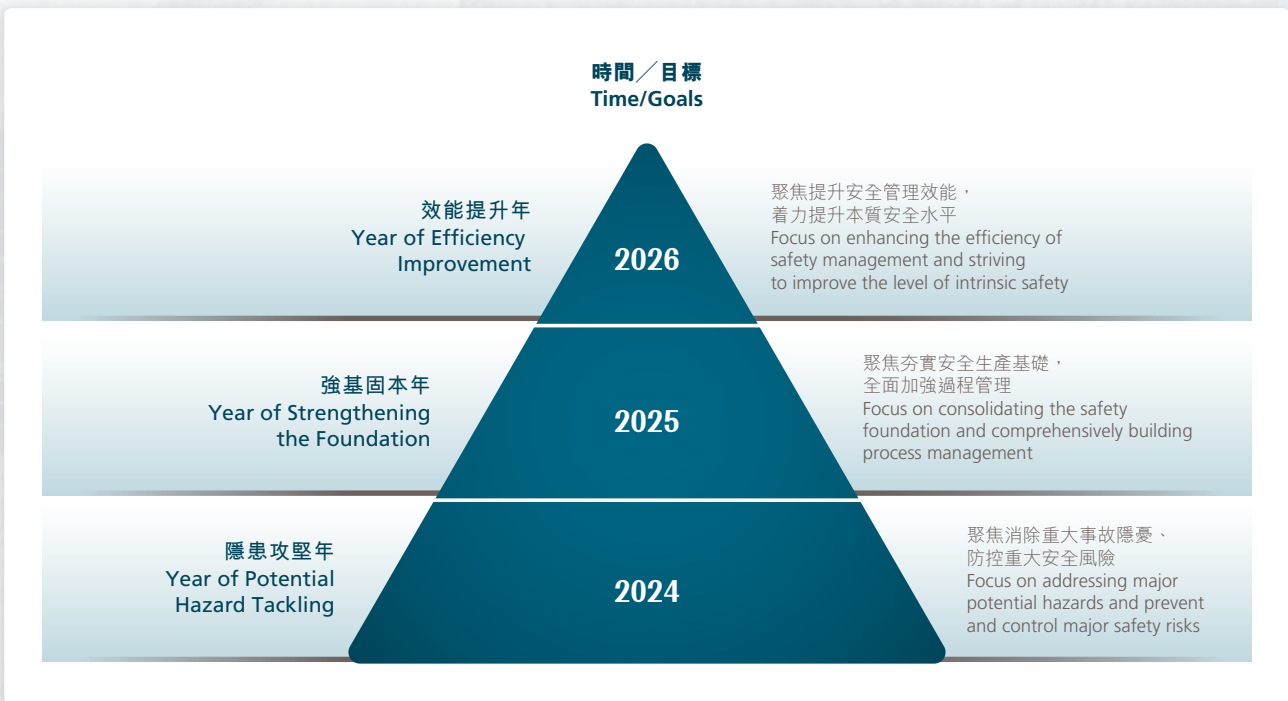 時間／目標
Time/Goals
效能提升年
Year of Efficiency
Improvement
2026
聚焦提升安全管理效能，
着力提升本質安全水平
Focus on enhancing the efficiency of
safety management and striving
to improve the level of intrinsic safety
強基固本年
Year of Strengthening
the Foundation
2025
聚焦夯實安全生產基礎，
全面加強過程管理
Focus on consolidating the safety
foundation and comprehensively building
process management
隱患攻堅年
Year of Potential
Hazard Tackling
2024
聚焦消除重大事故隱憂、
防控重大安全風險
Focus on addressing major
potential hazards and prevent
and control major safety risks